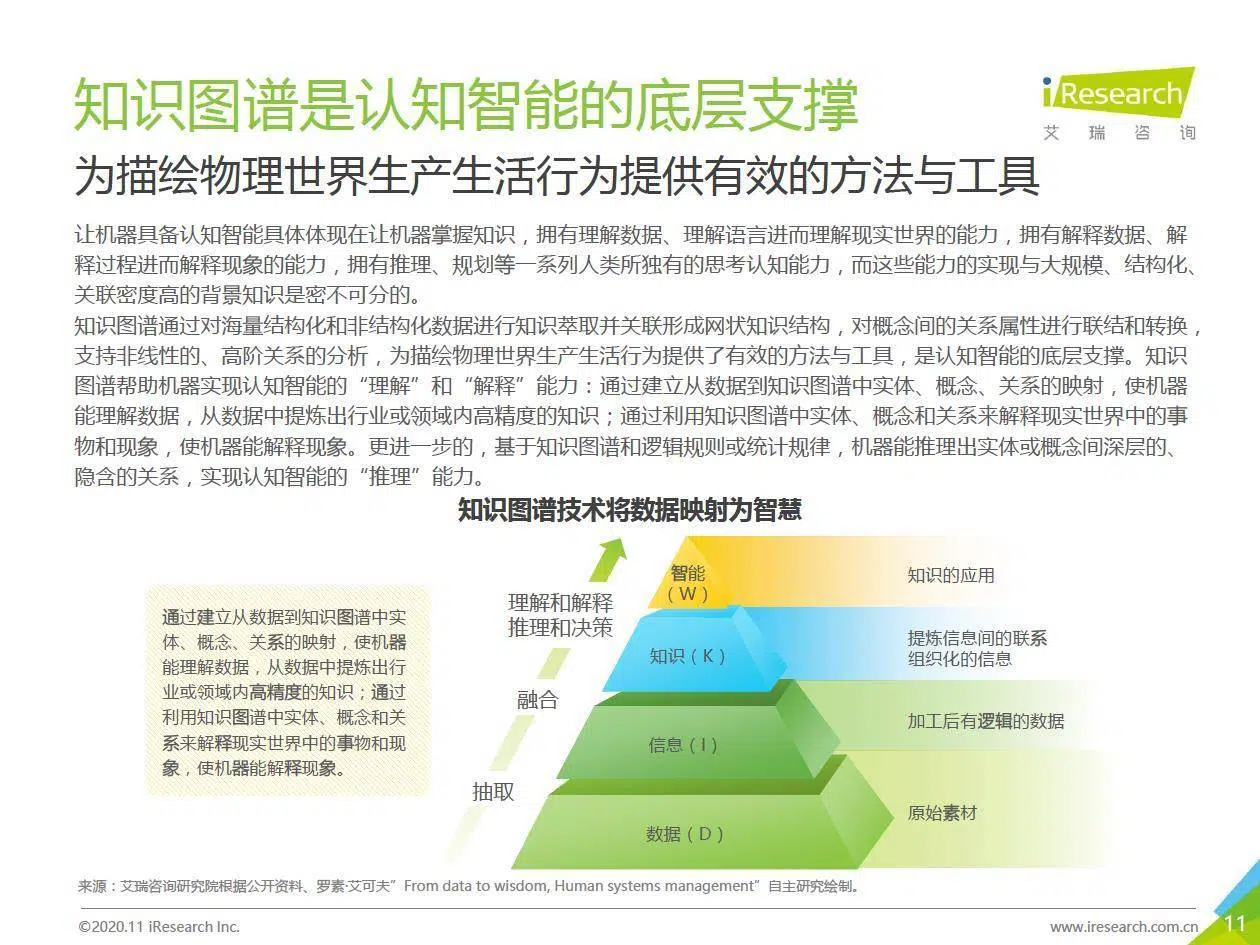 知识图谱是认知智能的底层支撑
iResearch
艾瑞咨询
为描绘物理世界生产生活行为提供有效的方法与工具
让机器具备认知智能具体体现在让机器掌握知识，拥有理解数据、理解语言进而理解现实世界的能力，拥有解释数据、解
释过程进而解释现象的能力，拥有推理、规划等一系列人类所独有的思考认知能力，而这些能力的实现与大规模、结构化、
关联密度高的背景知识是密不可分的。
知识图谱通过对海量结构化和非结构化数据进行知识萃取并关联形成网状知识结构，对概念间的关系属性进行联结和转换，
支持非线性的、高阶关系的分析，为描绘物理世界生产生活行为提供了有效的方法与工具，是认知智能的底层支撑。知识
图谱帮助机器实现认知智能的“理解”和“解释”能力：通过建立从数据到知识图谱中实体、概念、关系的映射，使机器
能理解数据，从数据中提炼出行业或领域内高精度的知识；通过利用知识图谱中实体、概念和关系来解释现实世界中的事
物和现象，使机器能解释现象。更进一步的，基于知识图谱和逻辑规则或统计规律，机器能推理出实体或概念间深层的、
隐含的关系，实现认知智能的“推理”能力。
知识图谱技术将数据映射为智慧
通过建立从数据到知识图谱中实
体、概念、关系的映射，使机器
能理解数据，从数据中提炼出行
业或领域内高精度的知识；通过
利用知识图谱中实体、概念和关
系来解释现实世界中的事物和现
象，使机器能解释现象。
理解和解释
推理和决策
融合
抽取
智能
（W）
知识（K）
信息（I）
数据（D）
知识的应用
提炼信息间的联系
组织化的信息
加工后有逻辑的数据
原始素材
来源：艾瑞咨询研究院根据公开资料、罗素·艾可夫”From data to wisdom, Human systems management”自主研究绘制。
©2020.11 iResearch Inc.
www.iresearch.com.cn
11